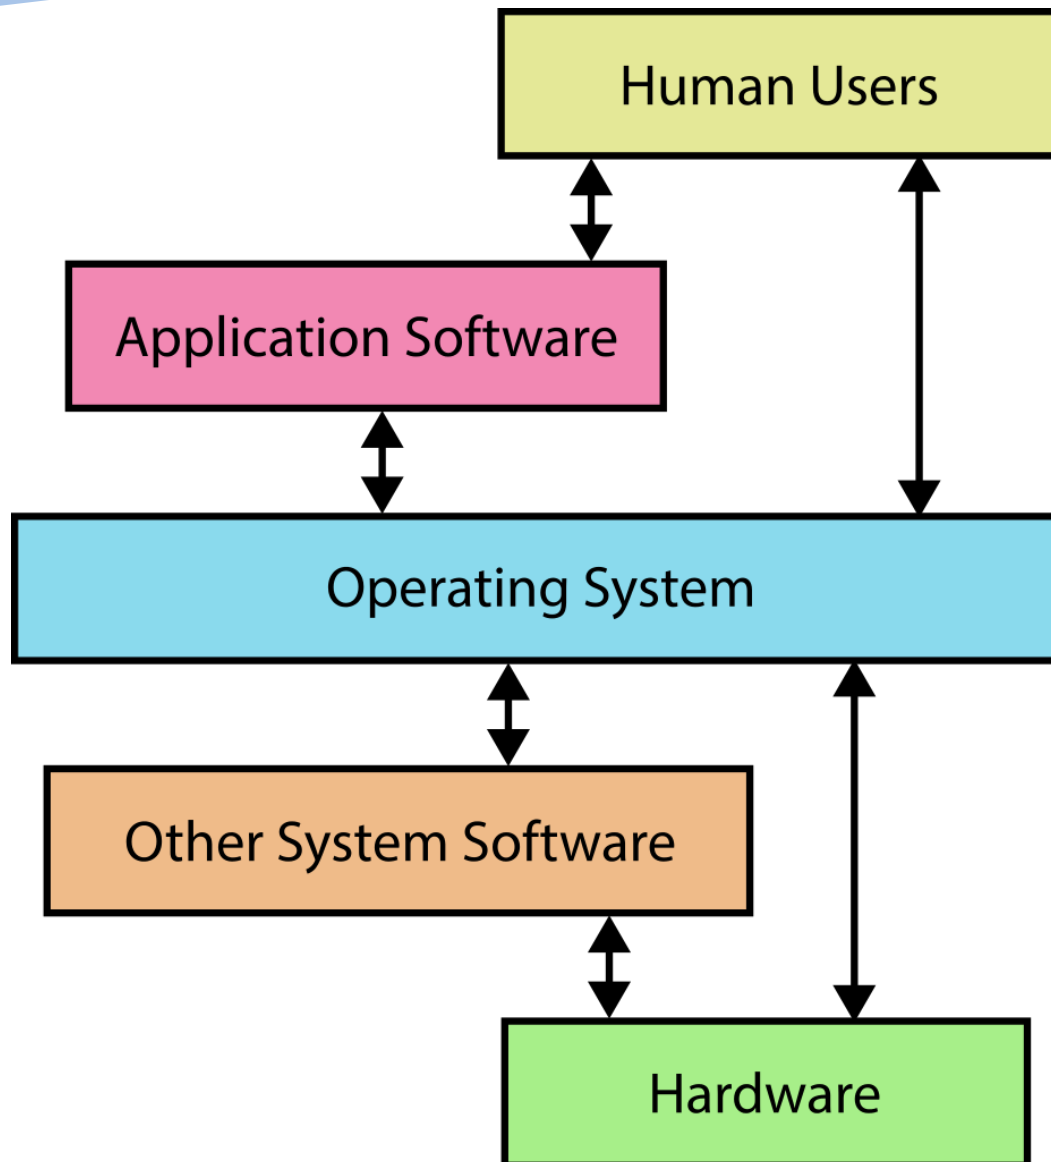 Human Users
Application Software
Operating System
Other System Software
Hardware